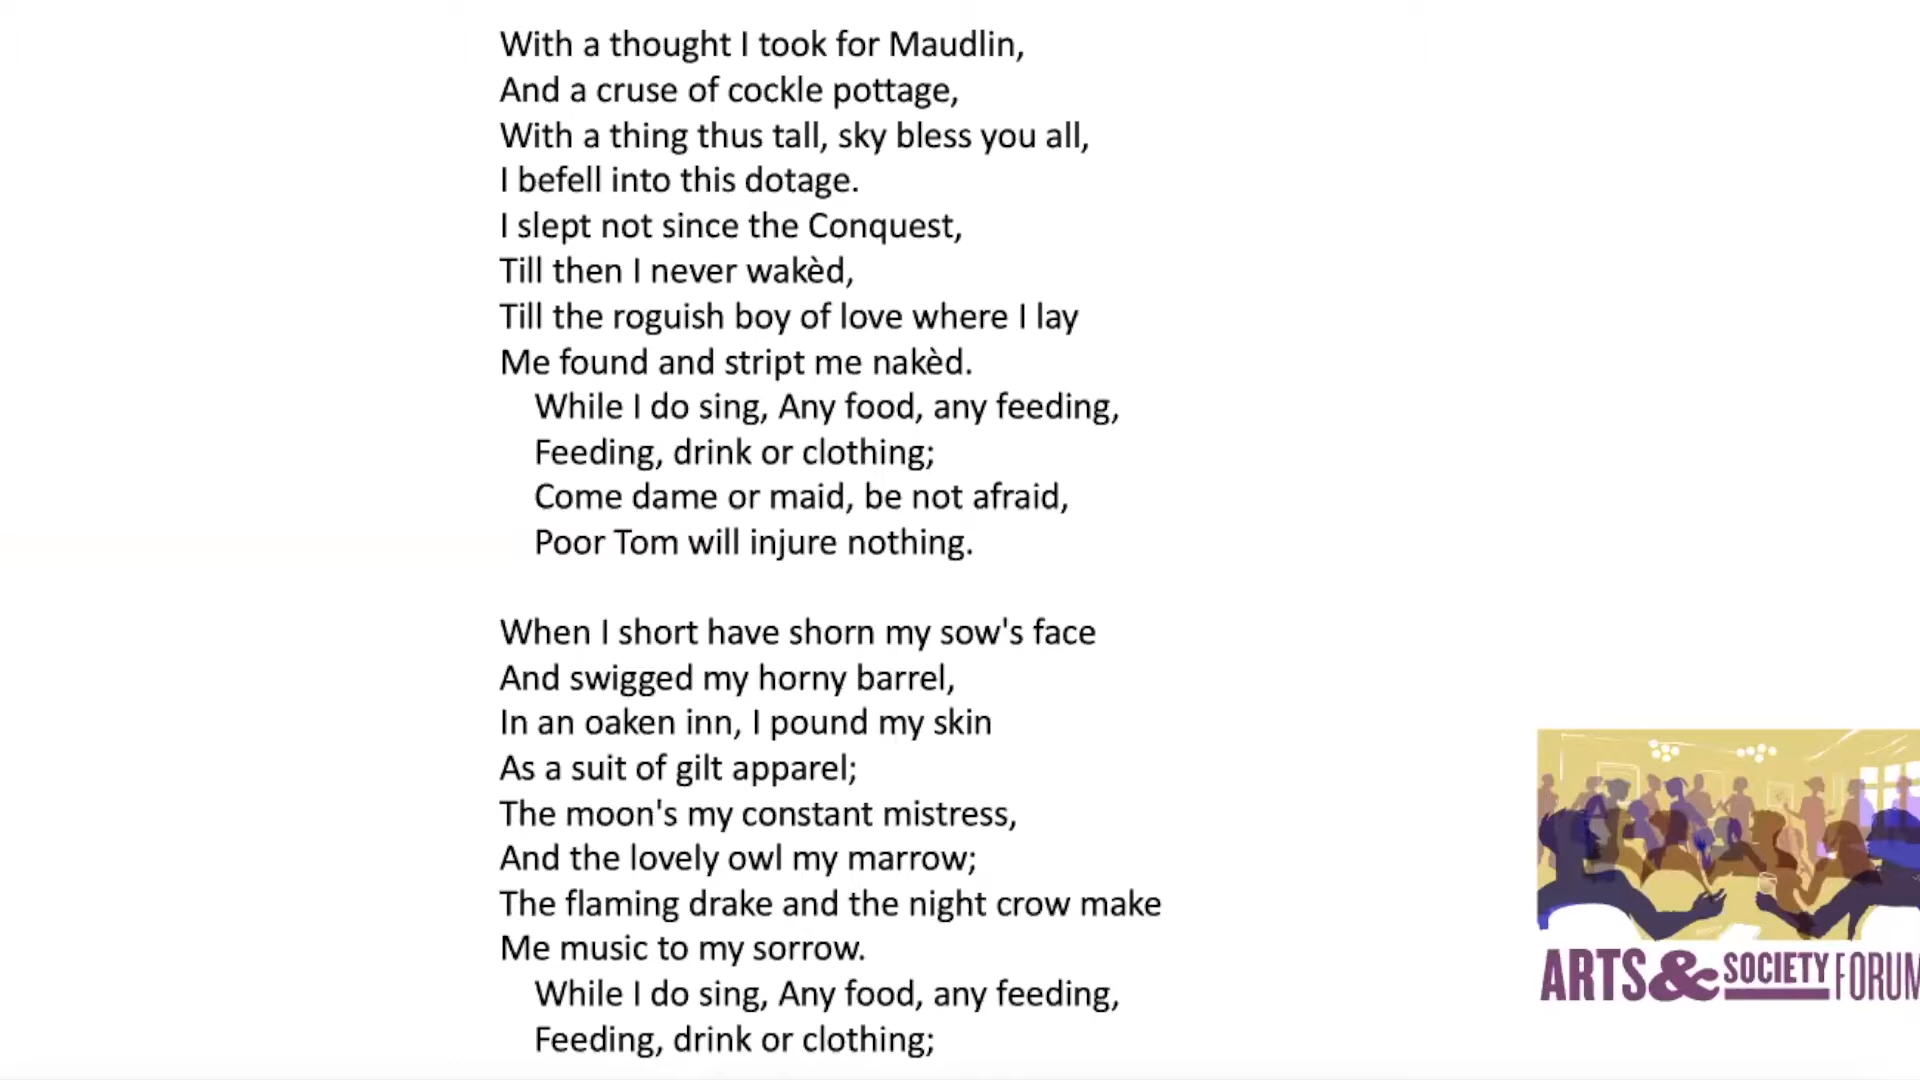 With a thought I took for Maudlin,
And a cruse of cockle pottage,
With a thing thus tall, sky bless you all,
I befell into this dotage.
I slept not since the Conquest,
Till then I never wakèd,
Till the roguish boy of love where I lay
Me found and stript me nakèd.
While I do sing, Any food, any feeding,
Feeding, drink or clothing;
Come dame or maid, be not afraid,
Poor Tom will injure nothing.
When I short have shorn my sow's face
And swigged my horny barrel,
In an oaken inn, I pound my skin
As a suit of gilt apparel;
The moon's my constant mistress,
And the lovely owl my marrow;
The flaming drake and the night crow make
Me music to my sorrow.
While I do sing, Any food, any feeding,
Feeding, drink or clothing;
ARTS & SOCIETY FORUM